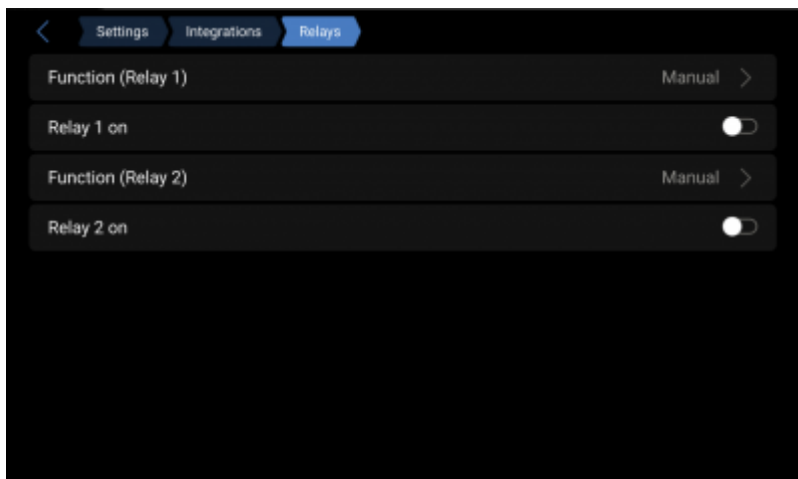 Settings Integrations Relays
Function (Relay 1) Manual
Relay 1 on
Function (Relay 2) Manual
Relay 2 on